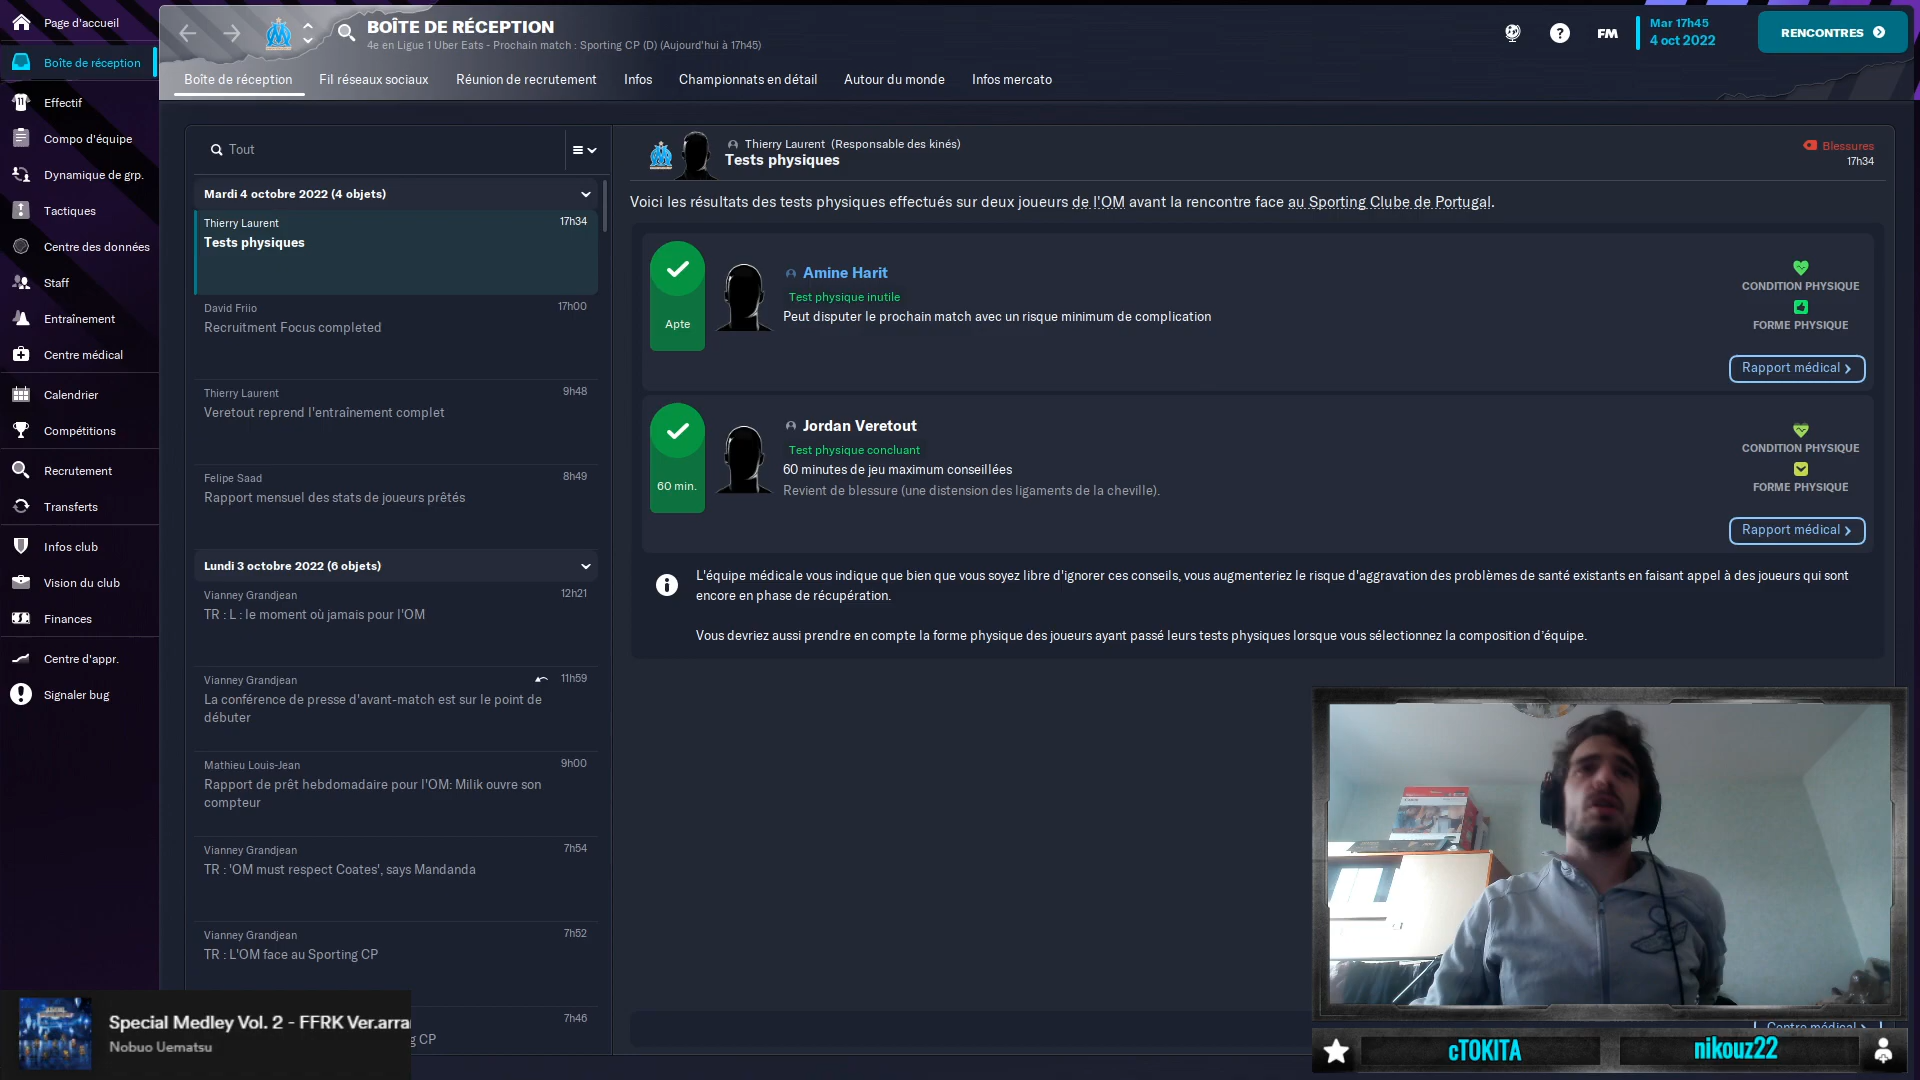 Page d'accueil
Boîte de réception
Effectif
Compo d'équipe
Dynamique de grp.
Tactiques
Centre des données
Staff
Entraînement
Centre médical
Calendrier
Compétitions
Recrutement
Transferts
Infos club
Vision du club
Finances
Centre d'appr.
Signaler bug
BOÎTE DE RÉCEPTION
4e en Ligue 1 Uber Eats - Prochain match : Sporting CP (D) (Aujourd'hui à 17h45)
FM
Mar 17h45
4 oct 2022
RENCONTRES
Boîte de réception
Fil réseaux sociaux
Réunion de recrutement
Infos
Championnats en détail
Autour du monde
Infos mercato
Tout
Mardi 4 octobre 2022 (4 objets)
Thierry Laurent 17h34
Tests physiques
David Friio 17h00
Recruitment Focus completed
Thierry Laurent 9h48
Veretout reprend l'entraînement complet
Felipe Saad 8h49
Rapport mensuel des stats de joueurs prêtés
Lundi 3 octobre 2022 (6 objets)
Vianney Grandjean 12h21
TR : L : le moment où jamais pour l'OM
Vianney Grandjean 11h59
La conférence de presse d'avant-match est sur le point de
débuter
Mathieu Louis-Jean 9h00
Rapport de prêt hebdomadaire pour l'OM: Milik ouvre son
compteur
Vianney Grandjean 7h54
TR : 'OM must respect Coates', says Mandanda
Vianney Grandjean 7h52
TR : L'OM face au Sporting CP
7h46
CP
Thierry Laurent (Responsable des kinés)
Tests physiques
Blessures
17h34
Voici les résultats des tests physiques effectués sur deux joueurs de l'OM avant la rencontre face au Sporting Clube de Portugal.
Apte
Amine Harit
Test physique inutile
Peut disputer le prochain match avec un risque minimum de complication
CONDITION PHYSIQUE
FORME PHYSIQUE
Rapport médical
60 min.
Jordan Veretout
Test physique concluant
60 minutes de jeu maximum conseillées
Revient de blessure (une distension des ligaments de la cheville).
CONDITION PHYSIQUE
FORME PHYSIQUE
Rapport médical
L'équipe médicale vous indique que bien que vous soyez libre d'ignorer ces conseils, vous augmenteriez le risque d'aggravation des problèmes de santé existants en faisant appel à des joueurs qui sont
encore en phase de récupération.
Vous devriez aussi prendre en compte la forme physique des joueurs ayant passé leurs tests physiques lorsque vous sélectionnez la composition d'équipe.
Centre médical
cTOKITA
nikouz22
Special Medley Vol. 2 - FFRK Ver.arra
Nobuo Uematsu